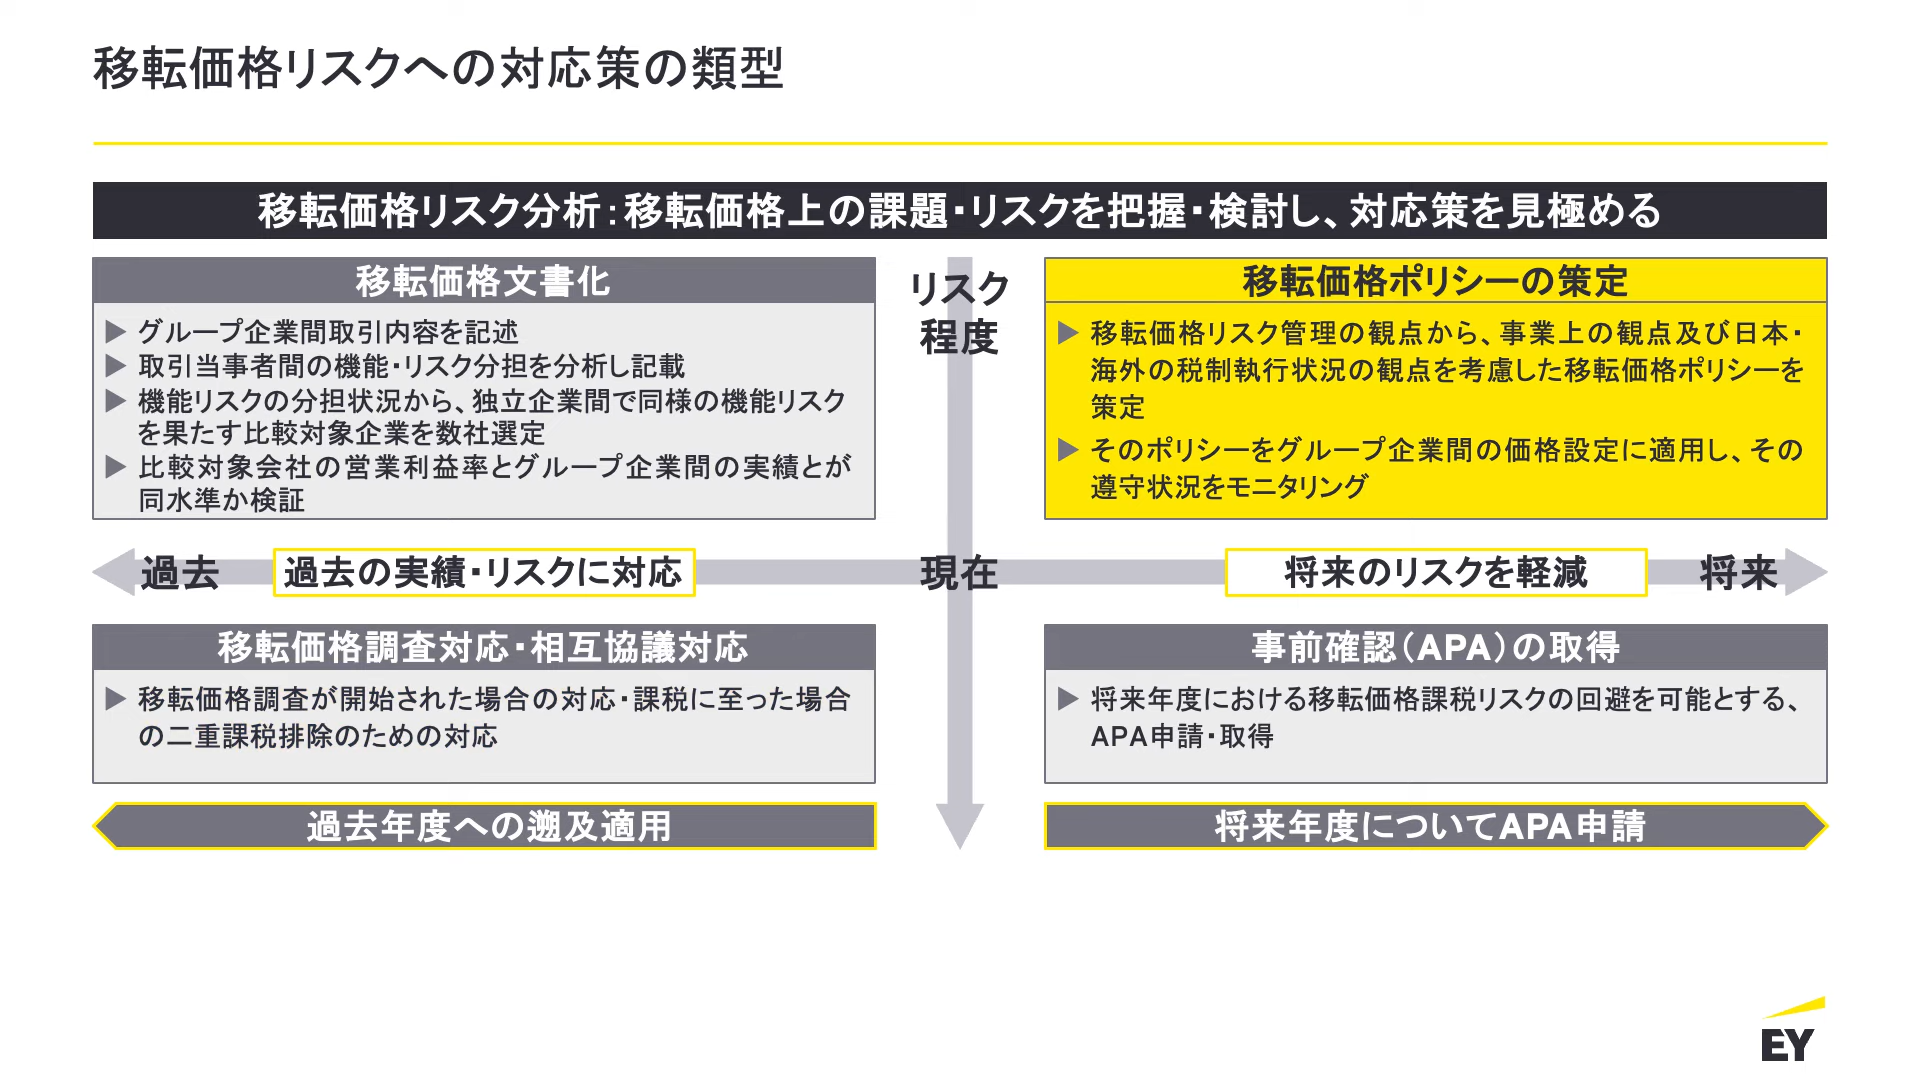 移転価格リスクへの対応策の類型
移転価格リスク分析：移転価格上の課題・リスクを把握・検討し、対応策を見極める
移転価格文書化
▶ グループ企業間取引内容を記述
▶ 取引当事者間の機能・リスク分担を分析し記載
▶ 機能リスクの分担状況から、独立企業間で同様の機能リスク
を果たす比較対象企業を数社選定
▶ 比較対象会社の営業利益率とグループ企業間の実績とが
同水準か検証
リスク
程度
移転価格ポリシーの策定
▶ 移転価格リスク管理の観点から、事業上の観点及び日本・
海外の税制執行状況の観点を考慮した移転価格ポリシーを
策定
▶ そのポリシーをグループ企業間の価格設定に適用し、その
遵守状況をモニタリング
過去
過去の実績・リスクに対応
現在
将来のリスクを軽減
将来
移転価格調査対応・相互協議対応
▶ 移転価格調査が開始された場合の対応・課税に至った場合
の二重課税排除のための対応
事前確認（APA）の取得
▶ 将来年度における移転価格課税リスクの回避を可能とする、
APA申請・取得
過去年度への遡及適用
将来年度についてAPA申請
EY